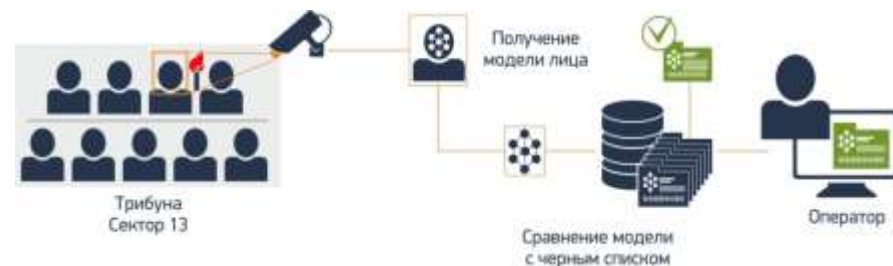 Получение
модели лица
Трибуна
Сектор 13
Сравнение модели
с черным списком
Оператор